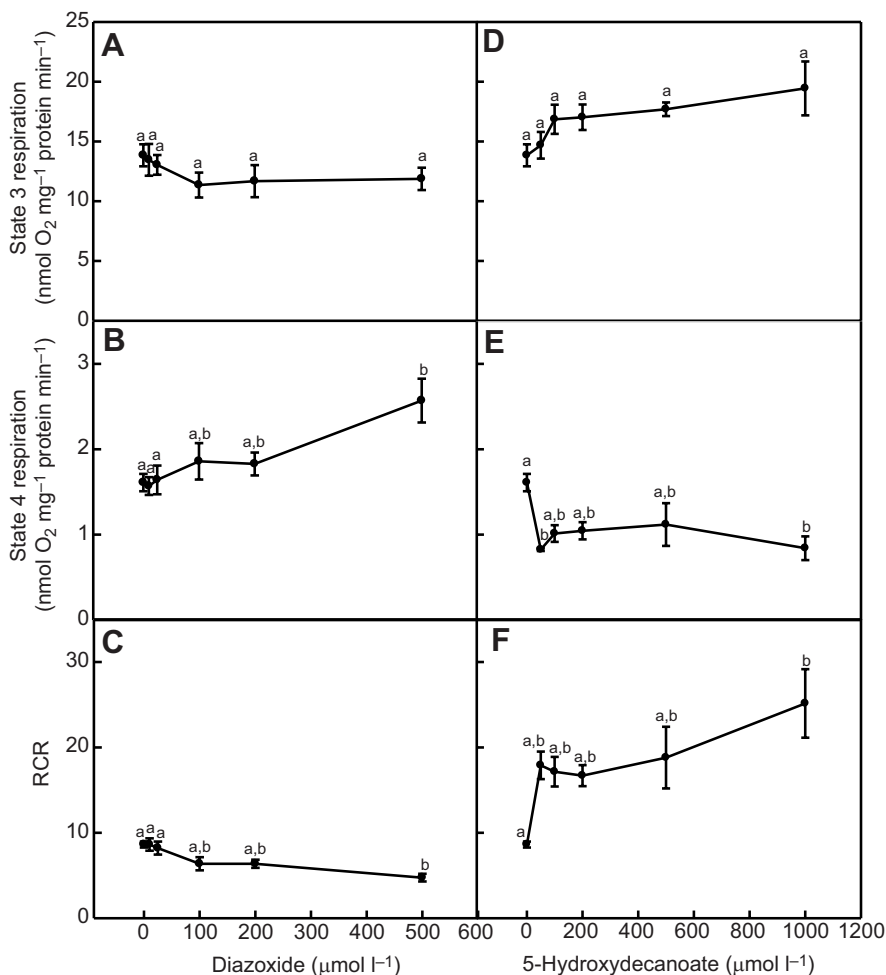 A
D
State 3 respiration
(nmol O₂ mg⁻¹ protein min⁻¹)
25
20
15
10
5
0
a a a a a a
a a a a a a
B
E
State 4 respiration
(nmol O₂ mg⁻¹ protein min⁻¹)
3
2
1
0
a a a a,b a,b b
a b a,b a,b a,b b
C
F
RCR
30
20
10
0
a a a a,b a,b b
a a,b a,b a,b a,b b
0 100 200 300 400 500 600
0 200 400 600 800 1000 1200
Diazoxide (μmol l⁻¹)
5-Hydroxydecanoate (μmol l⁻¹)